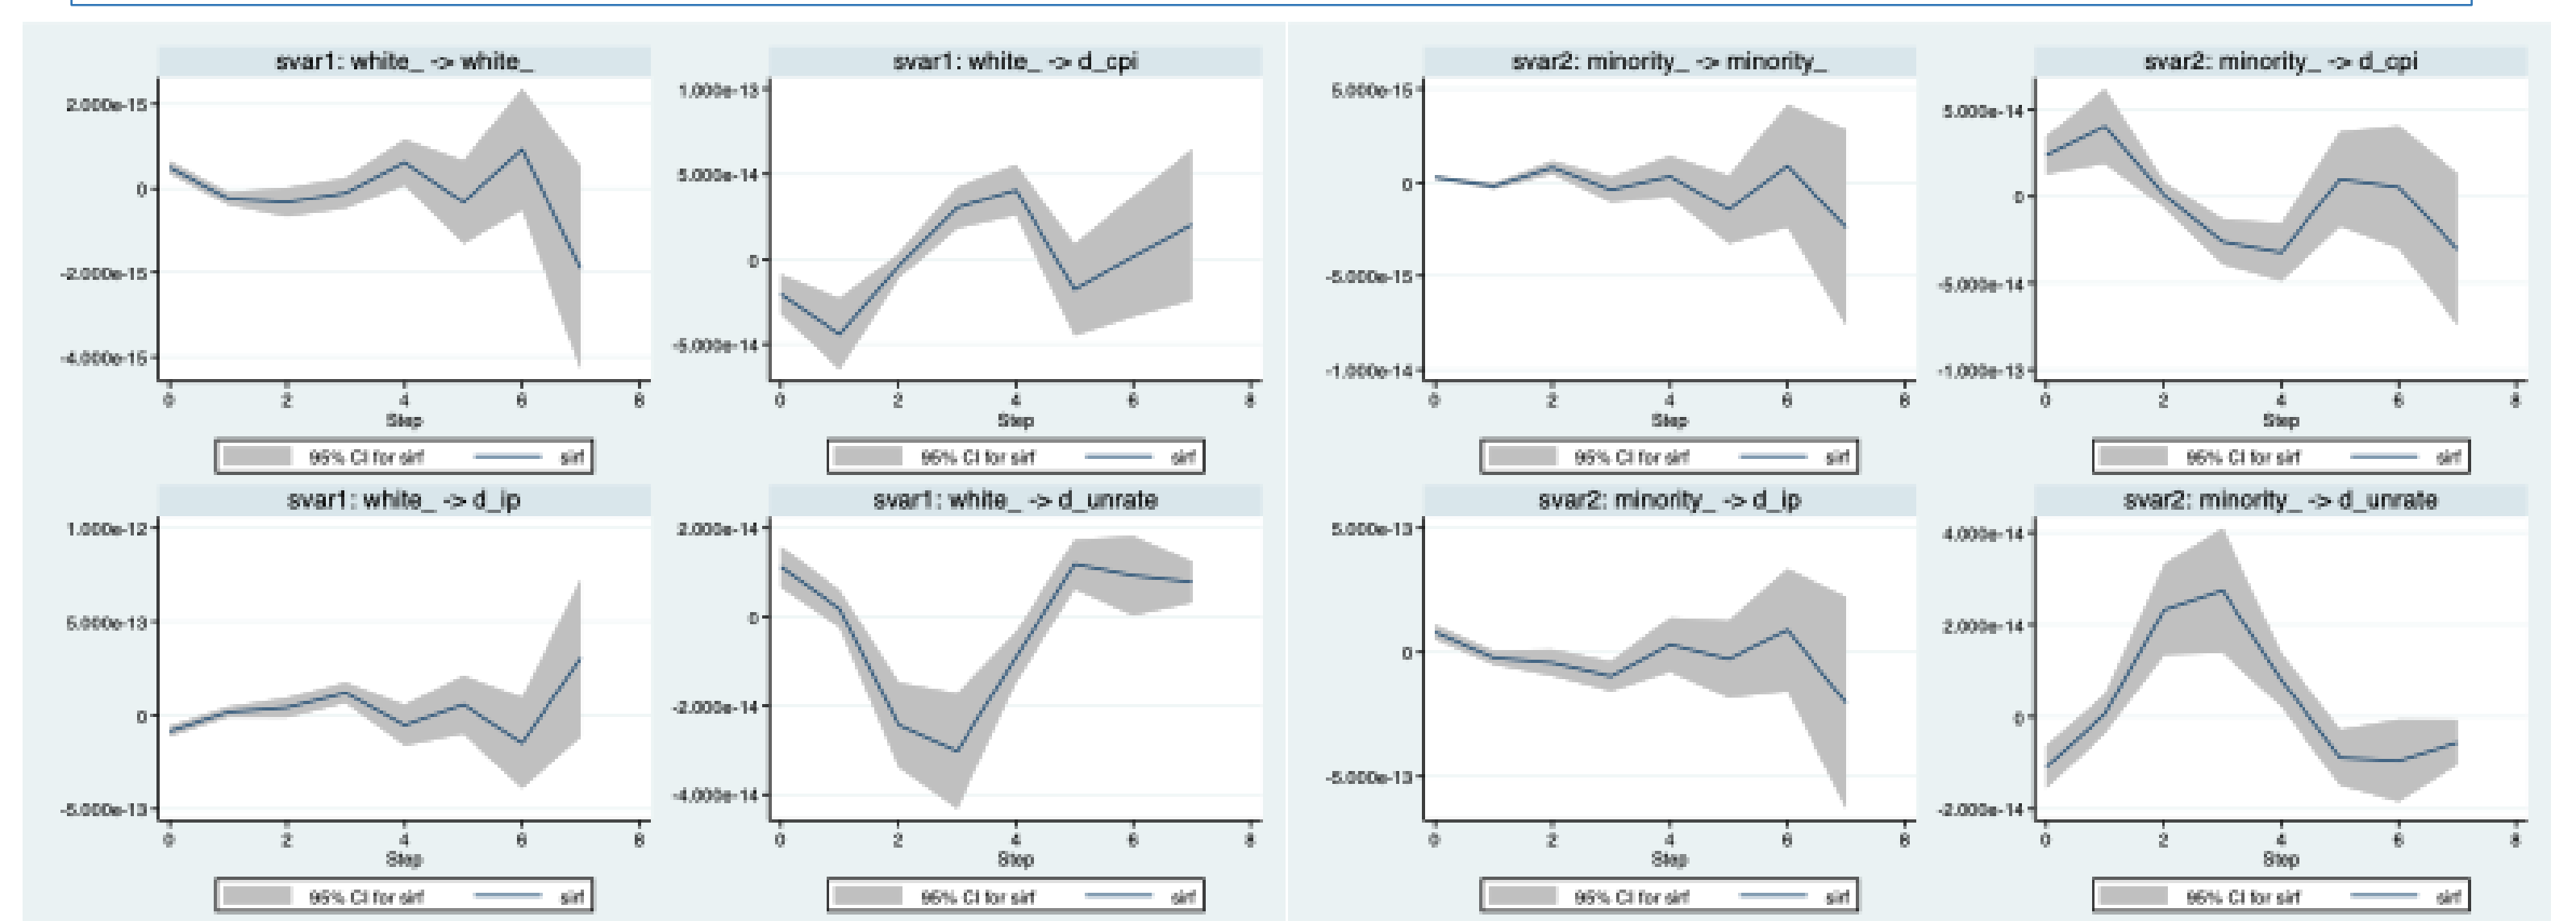 svar1: white_ -> white_
2.000e-15
0
-2.000e-15
-4.000e-15
0 2 4 6 8
Step
95% CI for sirf sirf
svar1: white_ -> d_cpi
1.000e-13
5.000e-14
0
-5.000e-14
0 2 4 6 8
Step
95% CI for sirf sirf
svar2: minority_ -> minority_
5.000e-15
0
-5.000e-15
-1.000e-14
0 2 4 6 8
Step
95% CI for sirf sirf
svar2: minority_ -> d_cpi
5.000e-14
0
-5.000e-14
-1.000e-13
0 2 4 6 8
Step
95% CI for sirf sirf
svar1: white_ -> d_ip
1.000e-12
5.000e-13
0
-5.000e-13
0 2 4 6 8
Step
95% CI for sirf sirf
svar1: white_ -> d_unrate
2.000e-14
0
-2.000e-14
-4.000e-14
0 2 4 6 8
Step
95% CI for sirf sirf
svar2: minority_ -> d_ip
5.000e-13
0
-5.000e-13
0 2 4 6 8
Step
95% CI for sirf sirf
svar2: minority_ -> d_unrate
4.000e-14
2.000e-14
0
-2.000e-14
0 2 4 6 8
Step
95% CI for sirf sirf